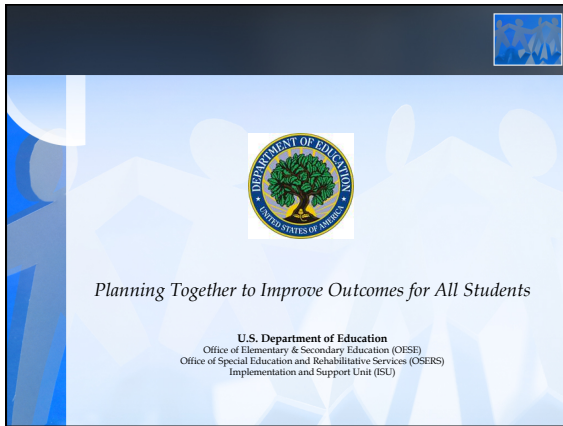 DEPARTMENT OF EDUCATION
UNITED STATES OF AMERICA
Planning Together to Improve Outcomes for All Students
U.S. Department of Education
Office of Elementary & Secondary Education (OESE)
Office of Special Education and Rehabilitative Services (OSERS)
Implementation and Support Unit (ISU)